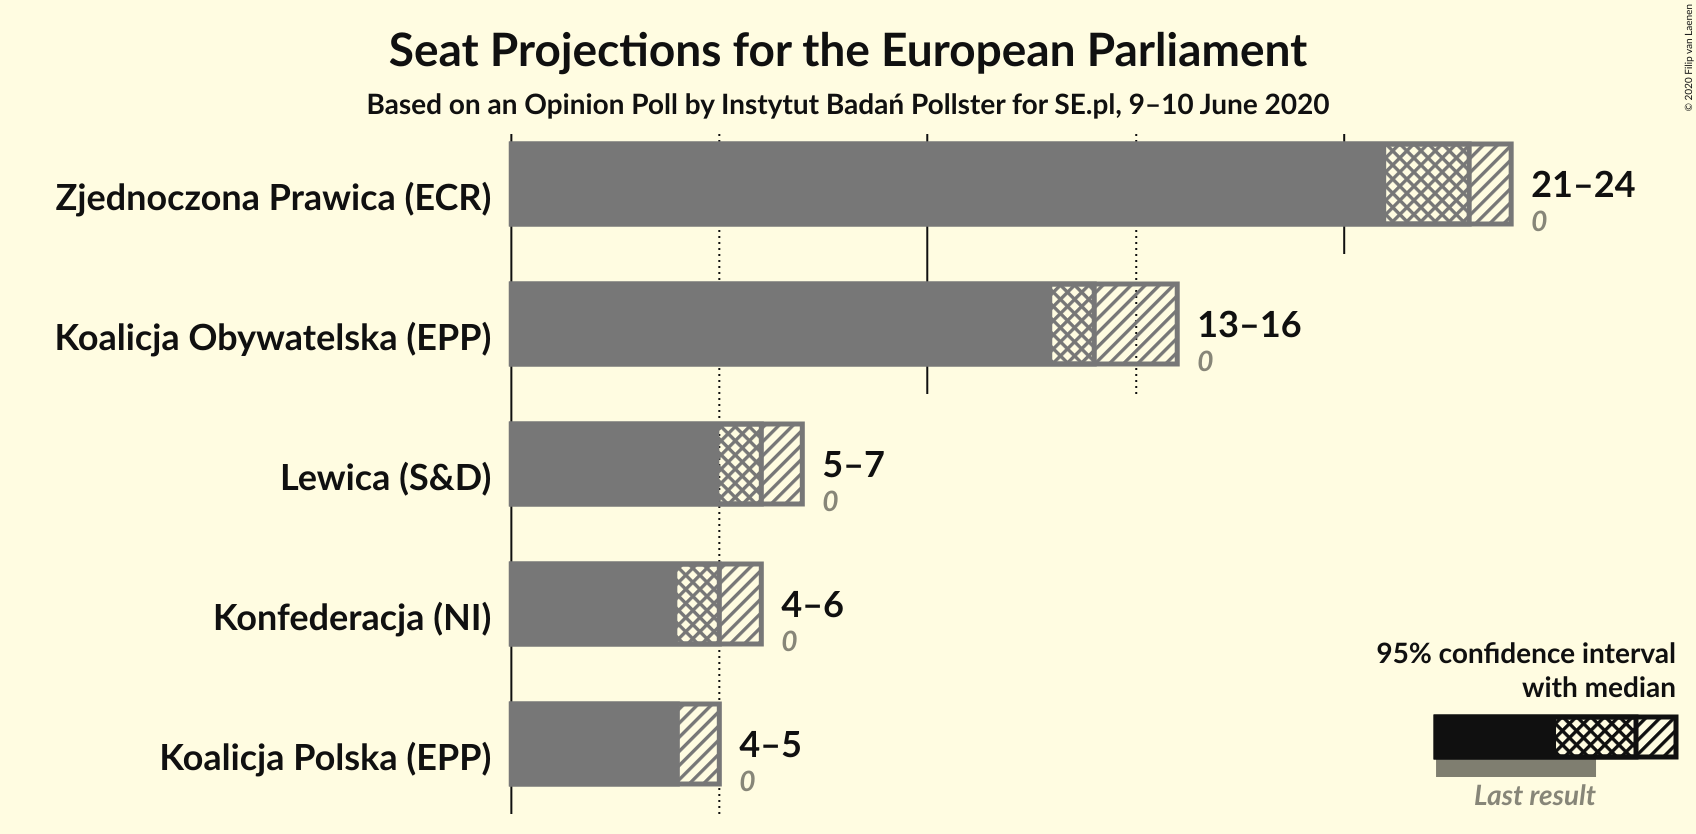 Seat Projections for the European Parliament
Based on an Opinion Poll by Instytut Badań Pollster for SE.pl, 9–10 June 2020
© 2020 Filip van Laenen
Zjednoczona Prawica (ECR)
21–24
0
Koalicja Obywatelska (EPP)
13–16
0
Lewica (S&D)
5–7
0
Konfederacja (NI)
4–6
0
Koalicja Polska (EPP)
4–5
0
95% confidence interval
with median
Last result